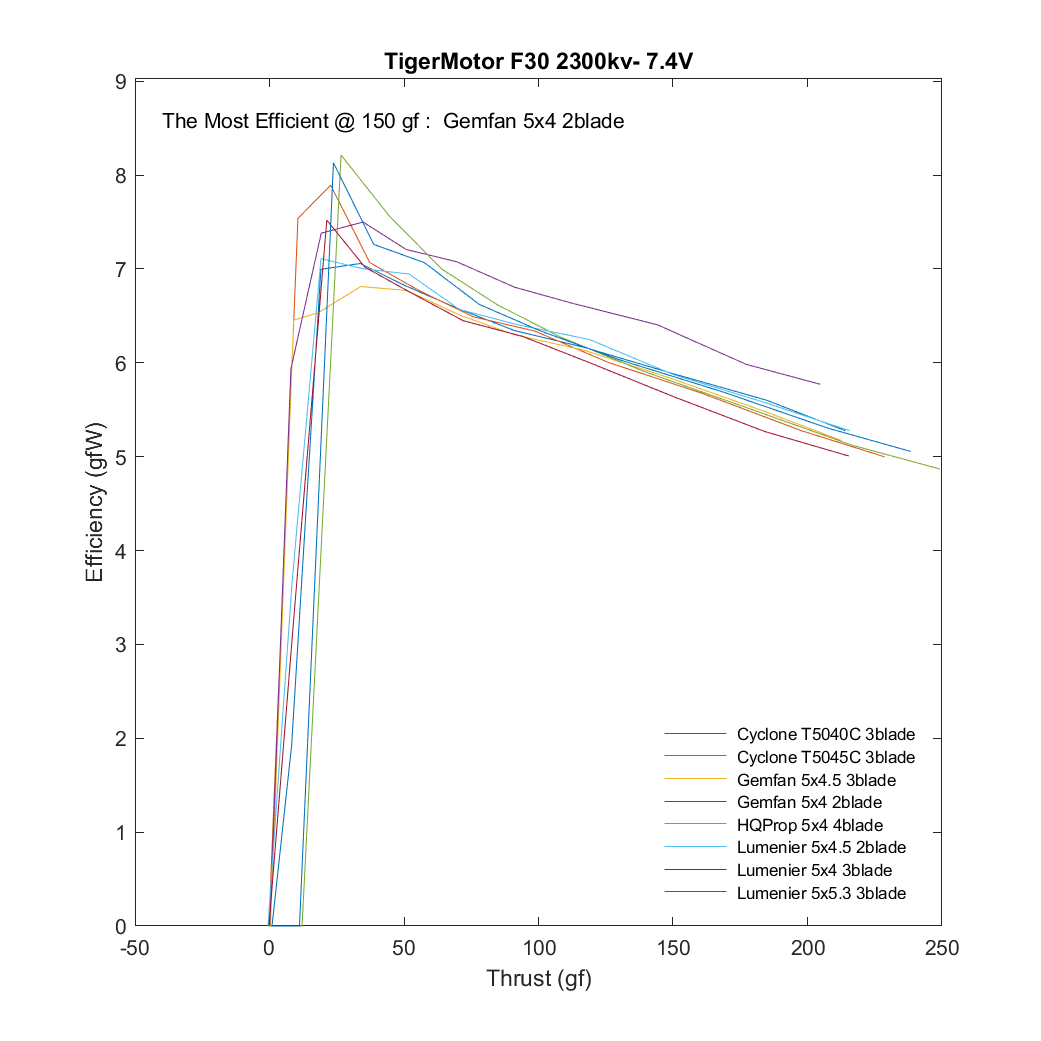 TigerMotor F30 2300kv- 7.4V
9
The Most Efficient @ 150 gf :  Gemfan 5x4 2blade
8
7
6
5
4
3
2
1
0
Efficiency (gfW)
Cyclone T5040C 3blade
Cyclone T5045C 3blade
Gemfan 5x4.5 3blade
Gemfan 5x4 2blade
HQProp 5x4 4blade
Lumenier 5x4.5 2blade
Lumenier 5x4 3blade
Lumenier 5x5.3 3blade
-50 0 50 100 150 200 250
Thrust (gf)